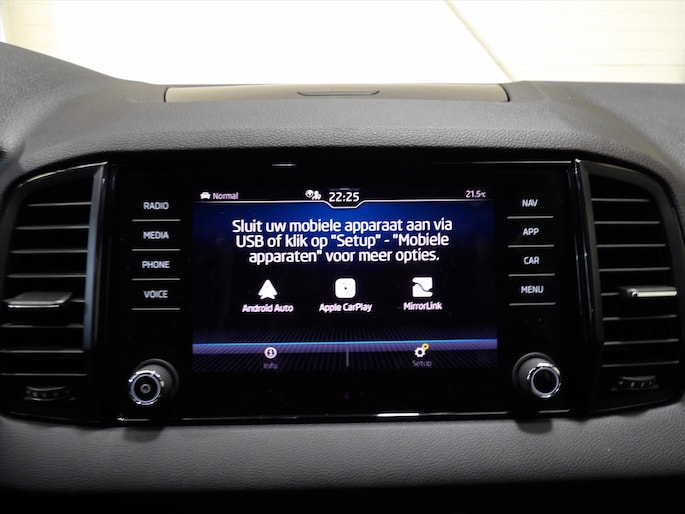 Normal 22:25 21.5°C
RADIO
MEDIA
PHONE
VOICE
Sluit uw mobiele apparaat aan via
USB of klik op "Setup" - "Mobiele
apparaten" voor meer opties.
Android Auto Apple CarPlay MirrorLink
Info Setup
NAV
APP
CAR
MENU